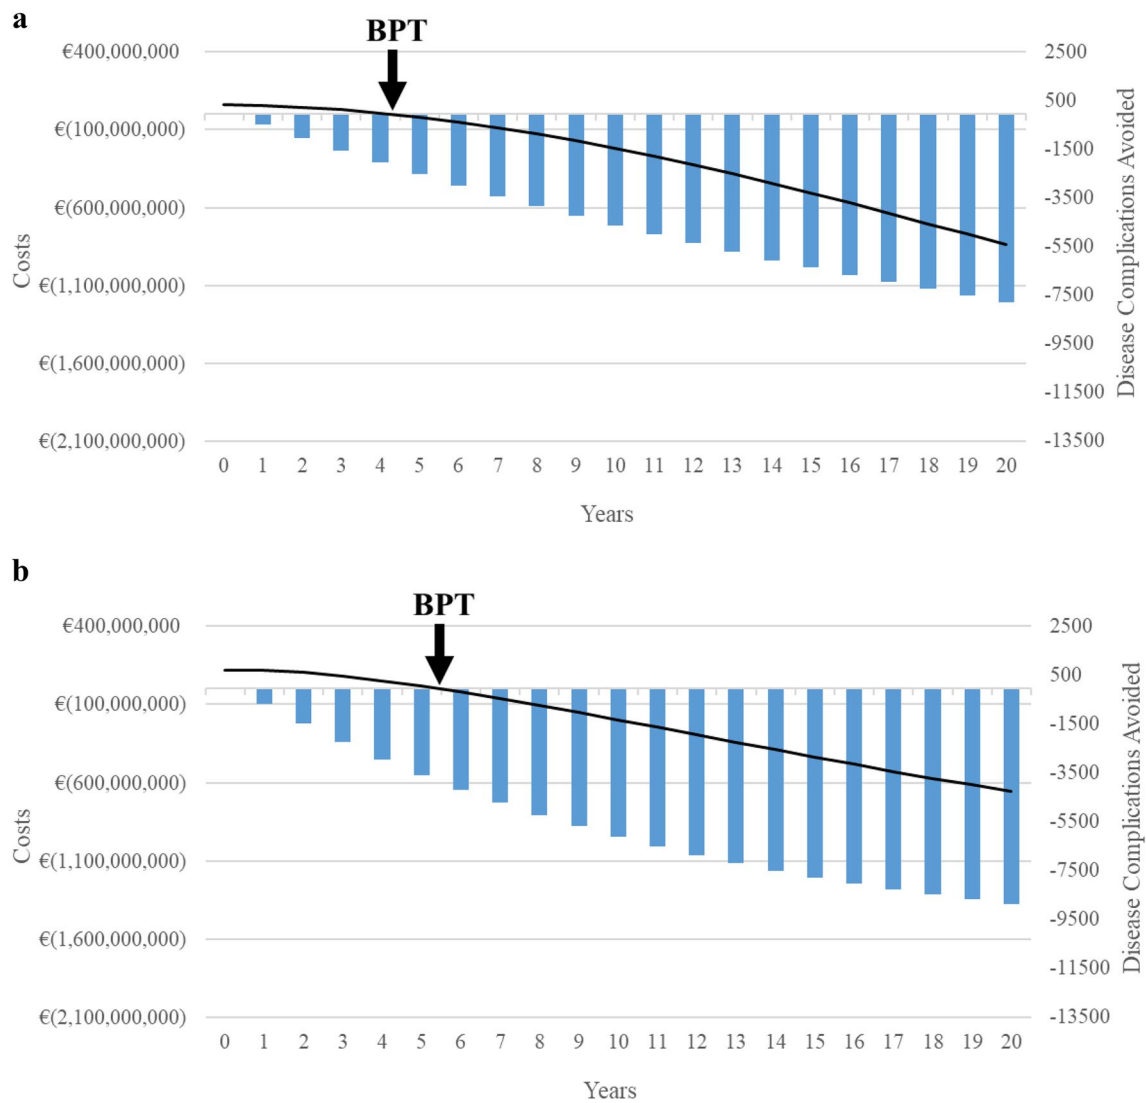 a
BPT
€400,000,000
€(100,000,000)
€(600,000,000)
€(1,100,000,000)
€(1,600,000,000)
€(2,100,000,000)
Costs
2500
500
-1500
-3500
-5500
-7500
-9500
-11500
-13500
Disease Complications Avoided
0 1 2 3 4 5 6 7 8 9 10 11 12 13 14 15 16 17 18 19 20
Years
b
BPT
€400,000,000
€(100,000,000)
€(600,000,000)
€(1,100,000,000)
€(1,600,000,000)
€(2,100,000,000)
Costs
2500
500
-1500
-3500
-5500
-7500
-9500
-11500
-13500
Disease Complications Avoided
0 1 2 3 4 5 6 7 8 9 10 11 12 13 14 15 16 17 18 19 20
Years